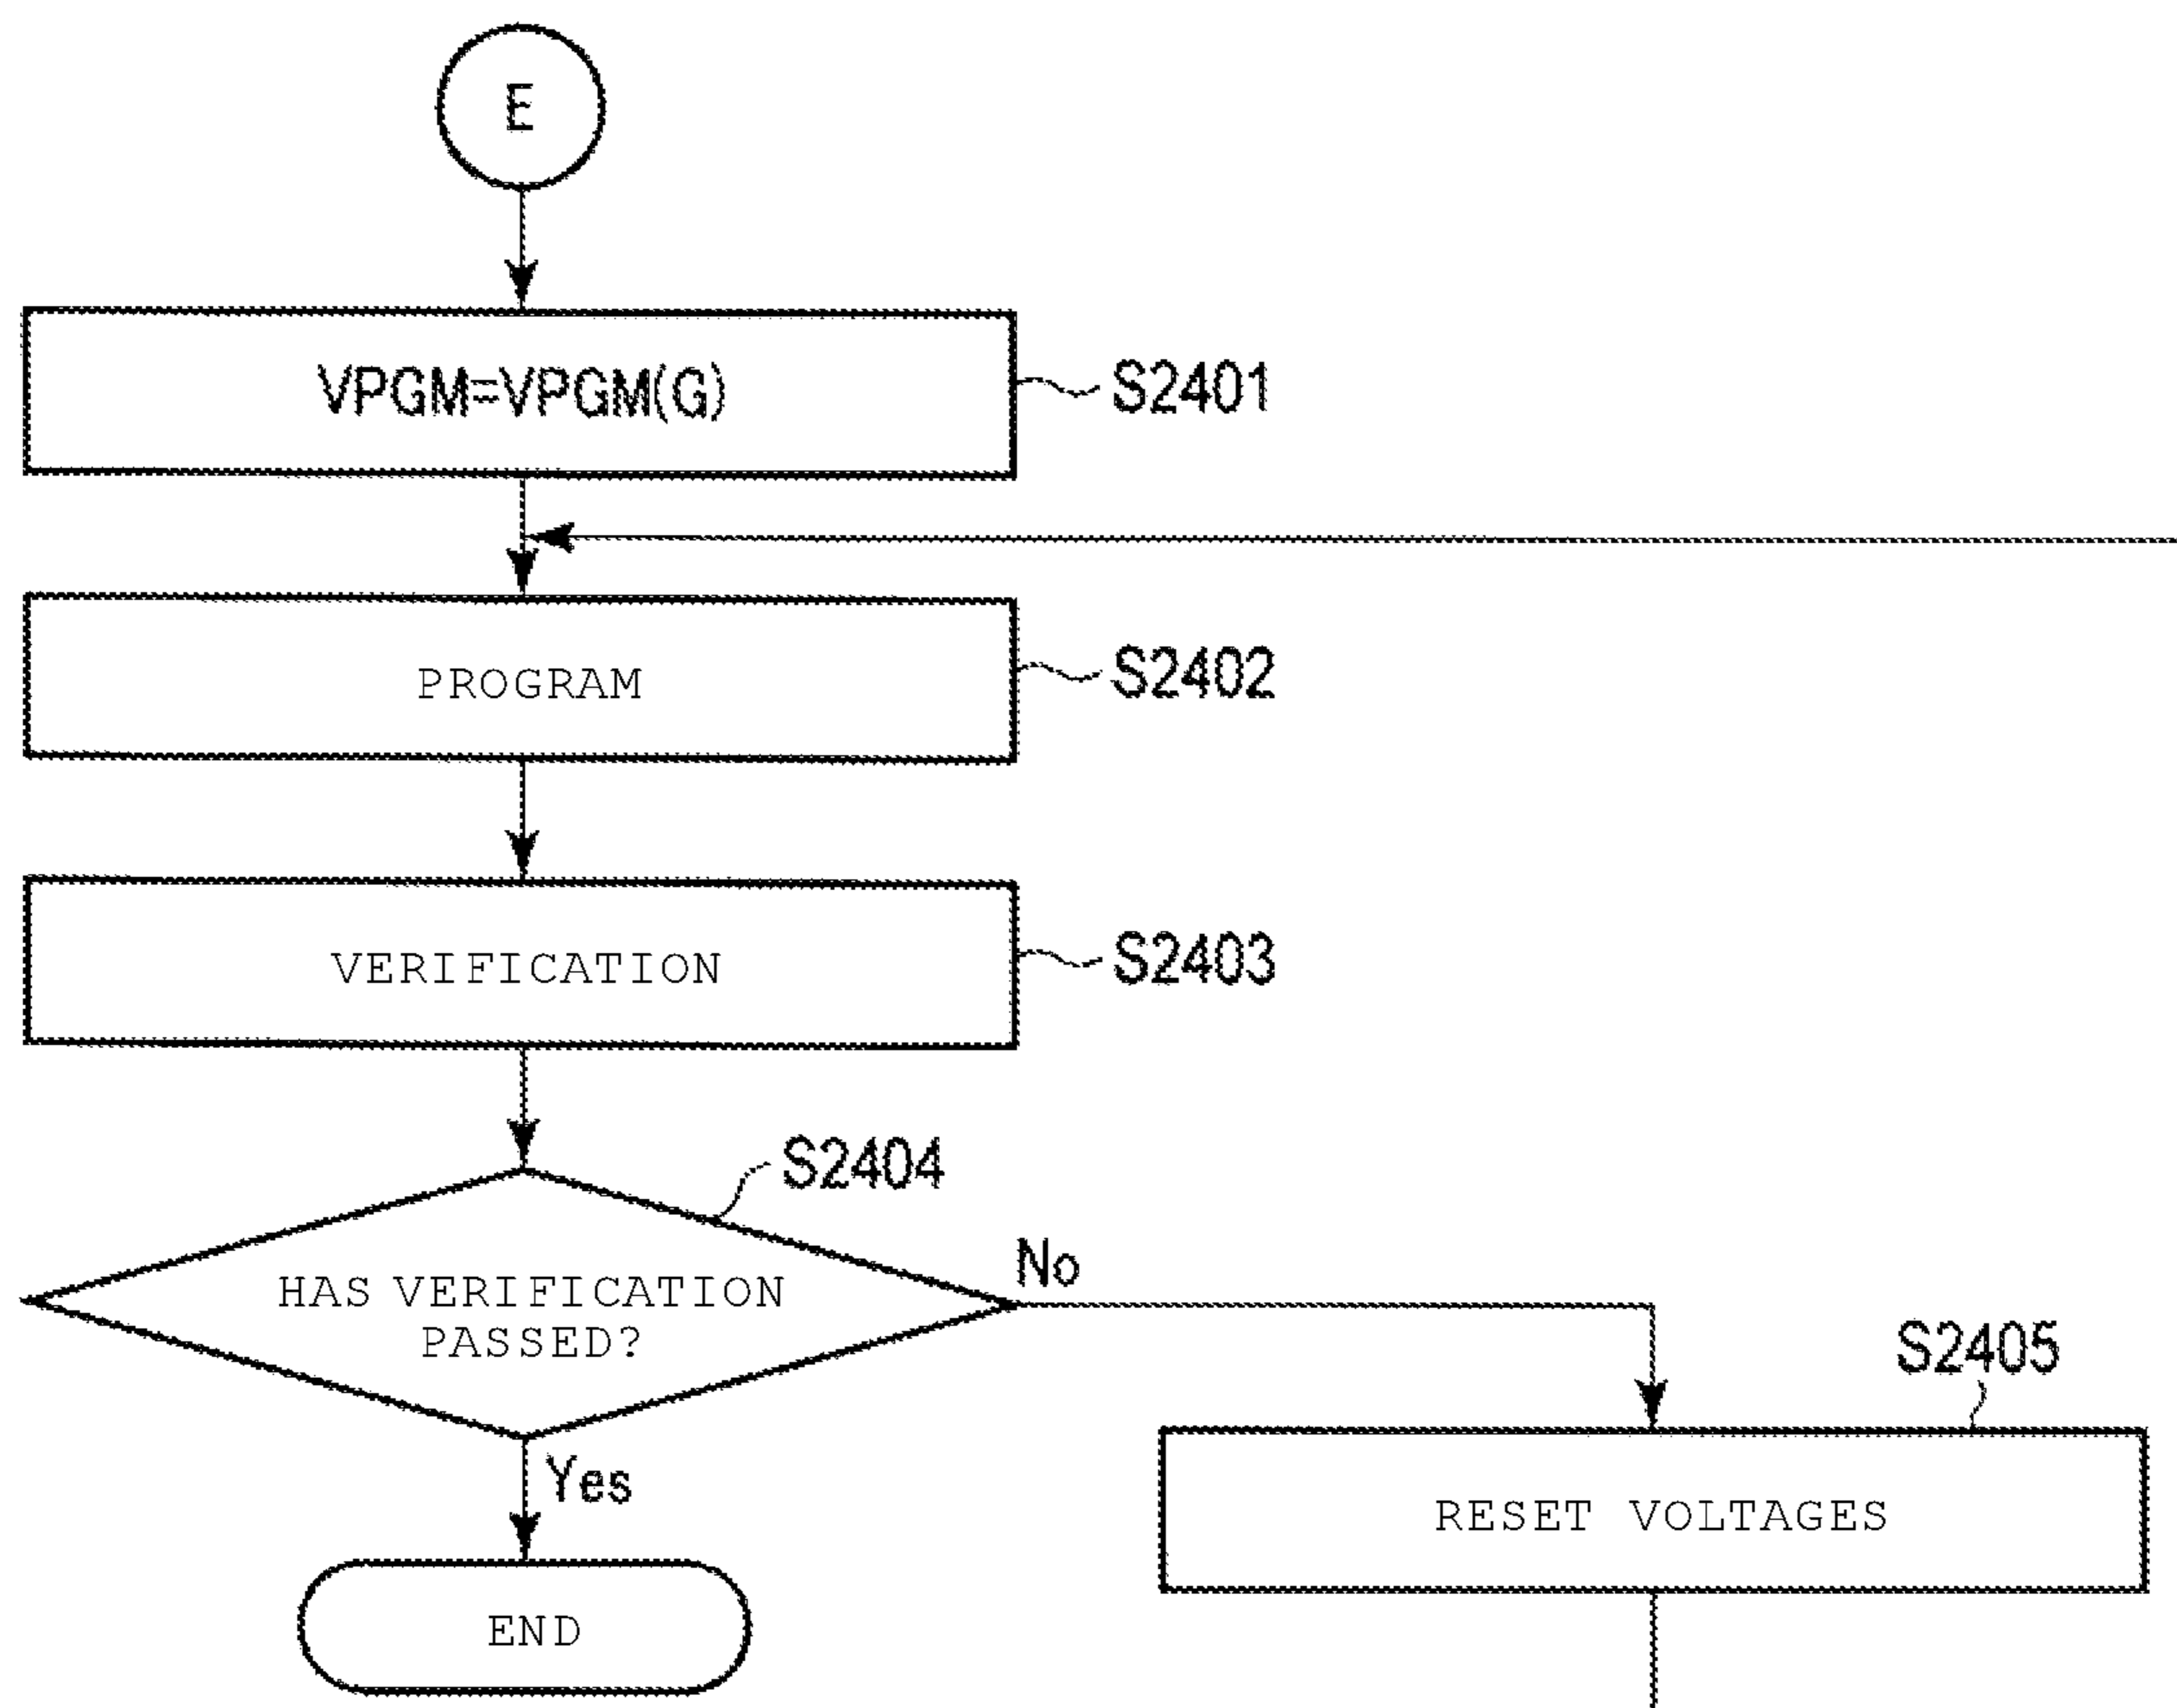 E
VPGM=VPGM(G)
S2401
PROGRAM
S2402
VERIFICATION
S2403
S2404
HAS VERIFICATION
PASSED?
No
Yes
S2405
RESET VOLTAGES
END